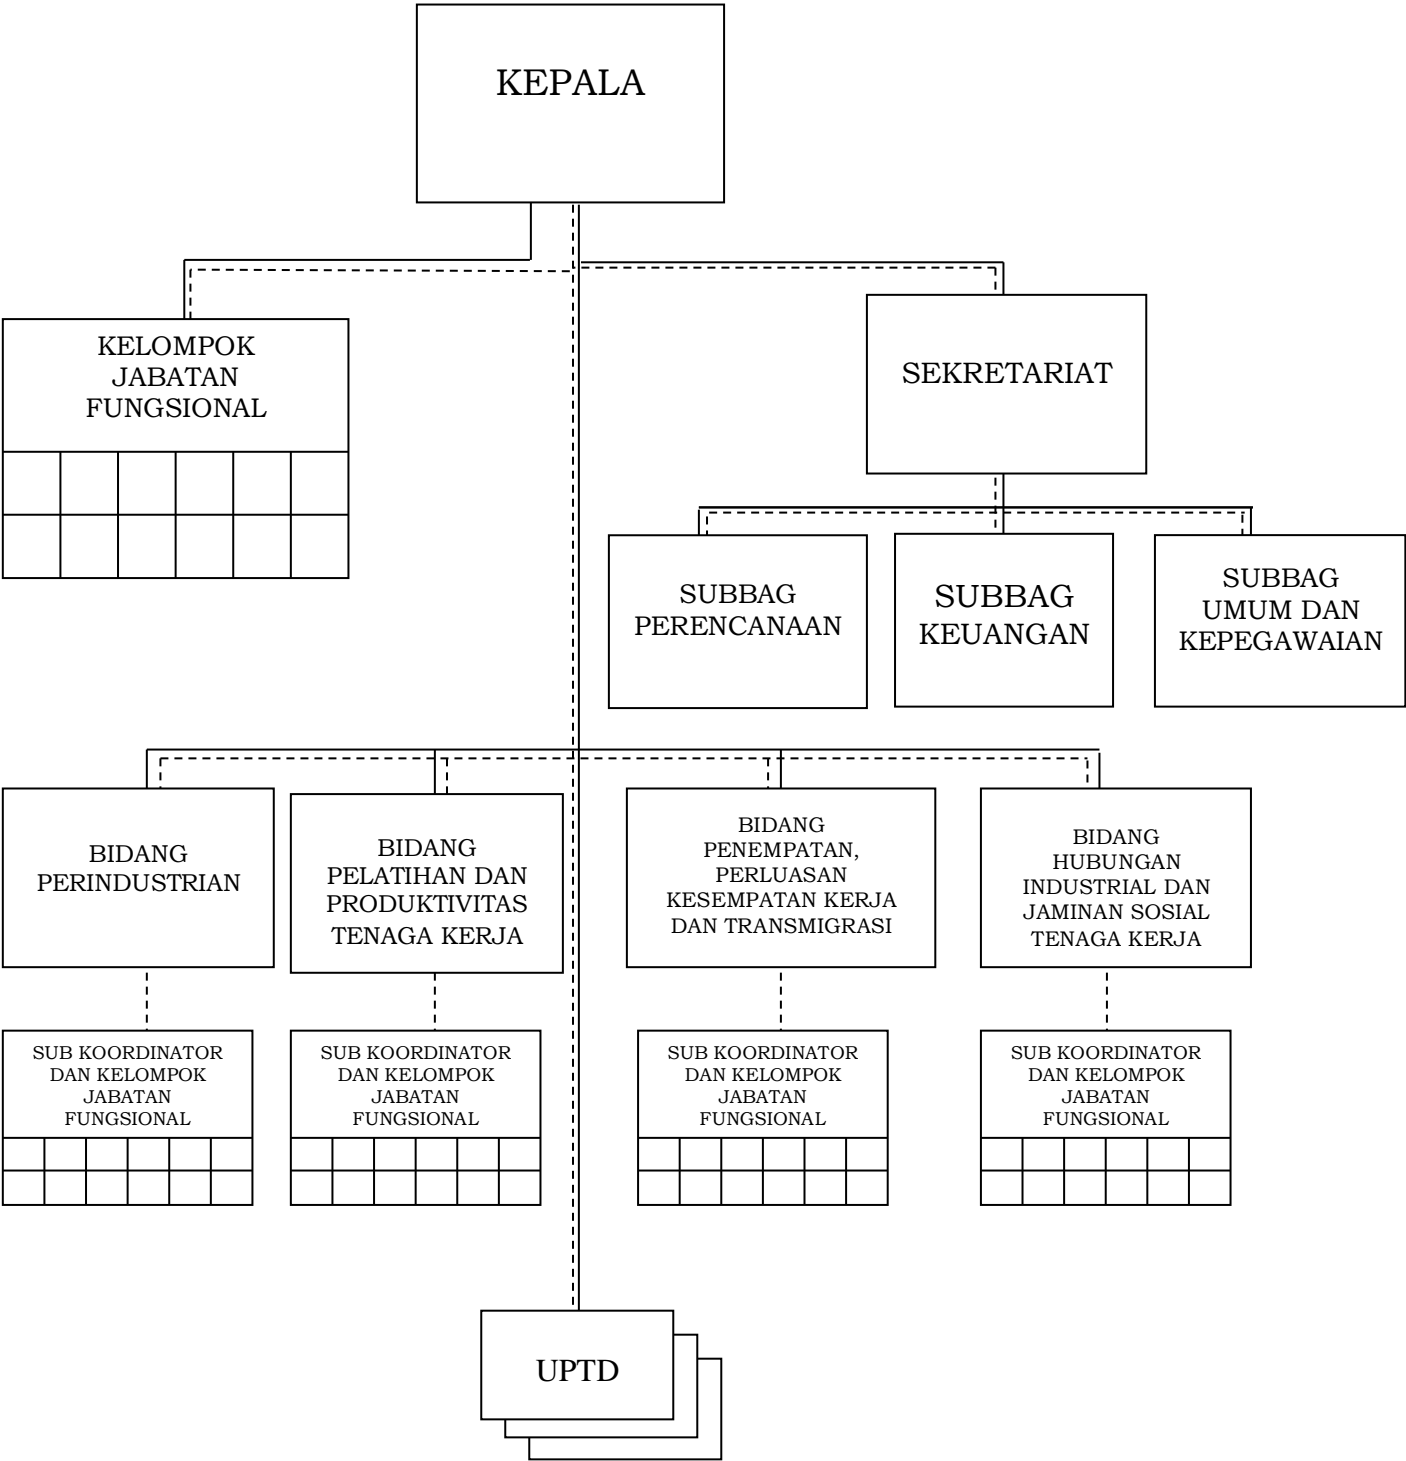 KEPALA
KELOMPOK
JABATAN
FUNGSIONAL
SEKRETARIAT
SUBBAG
PERENCANAAN
SUBBAG
KEUANGAN
SUBBAG
UMUM DAN
KEPEGAWAIAN
BIDANG
PERINDUSTRIAN
BIDANG
PELATIHAN DAN
PRODUKTIVITAS
TENAGA KERJA
BIDANG
PENEMPATAN,
PERLUASAN
KESEMPATAN KERJA
DAN TRANSMIGRASI
BIDANG
HUBUNGAN
INDUSTRIAL DAN
JAMINAN SOSIAL
TENAGA KERJA
SUB KOORDINATOR
DAN KELOMPOK
JABATAN
FUNGSIONAL
SUB KOORDINATOR
DAN KELOMPOK
JABATAN
FUNGSIONAL
SUB KOORDINATOR
DAN KELOMPOK
JABATAN
FUNGSIONAL
SUB KOORDINATOR
DAN KELOMPOK
JABATAN
FUNGSIONAL
UPTD